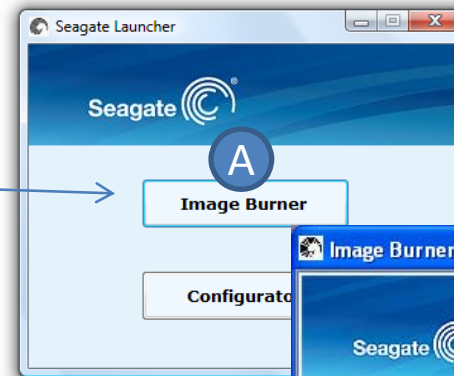 Seagate Launcher
Seagate
A
Image Burner
Image Burner
Configurato
Seagate